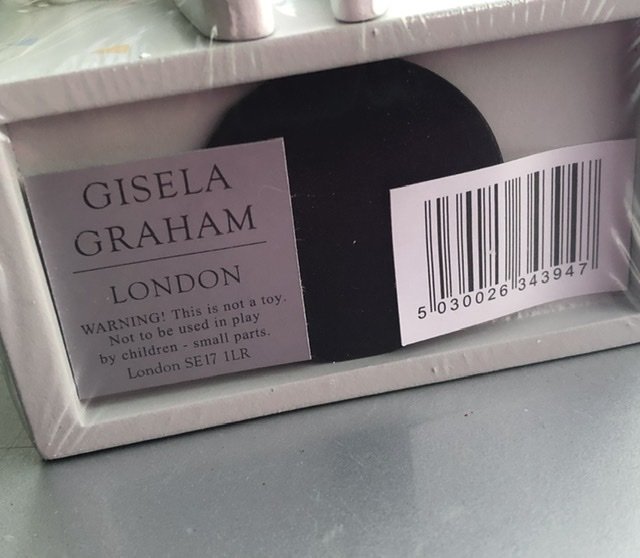 GISELA
GRAHAM
LONDON
WARNING! This is not a toy.
Not to be used in play
by children - small parts.
London SE17 1LR
5 030026 343947